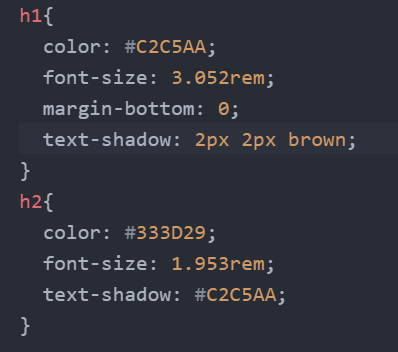 h1{
color: #C2C5AA;
font-size: 3.052rem;
margin-bottom: 0;
text-shadow: 2px 2px brown;
}
h2{
color: #333D29;
font-size: 1.953rem;
text-shadow: #C2C5AA;
}